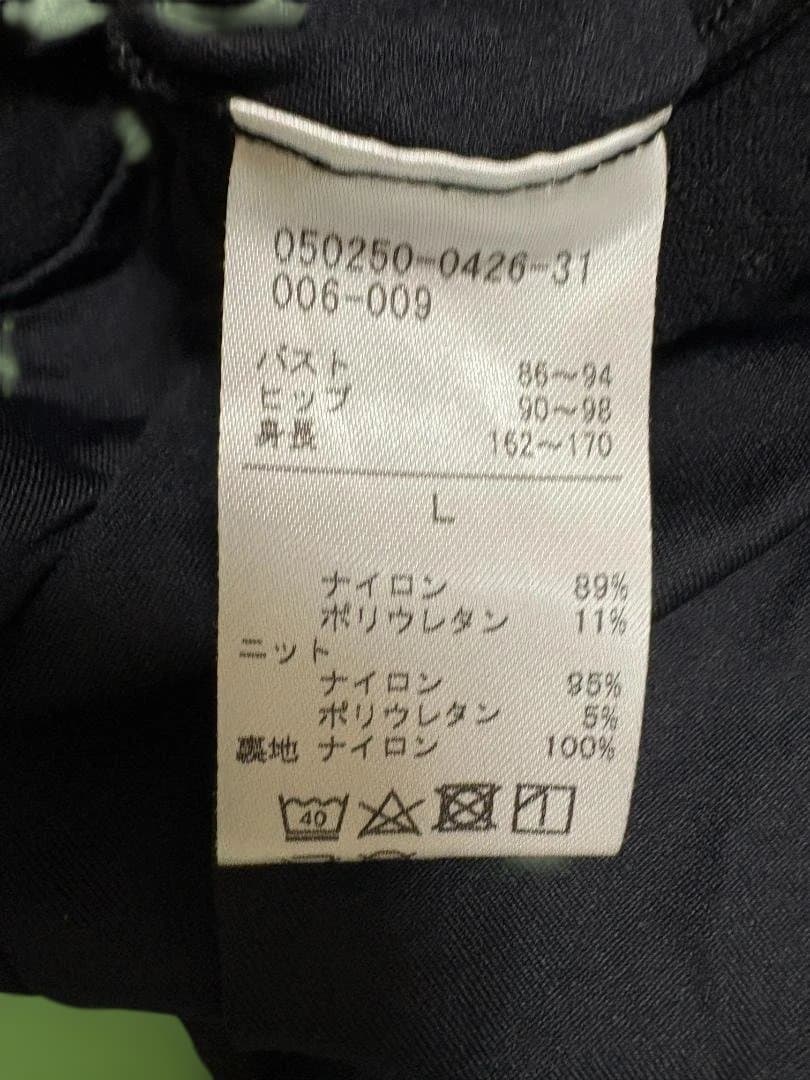 050250-0426-31
006-009
バスト 86～94
ヒップ 90～98
身長 162～170
L
ナイロン 89%
ポリウレタン 11%
ニット
ナイロン 95%
ポリウレタン 5%
裏地 ナイロン 100%
40